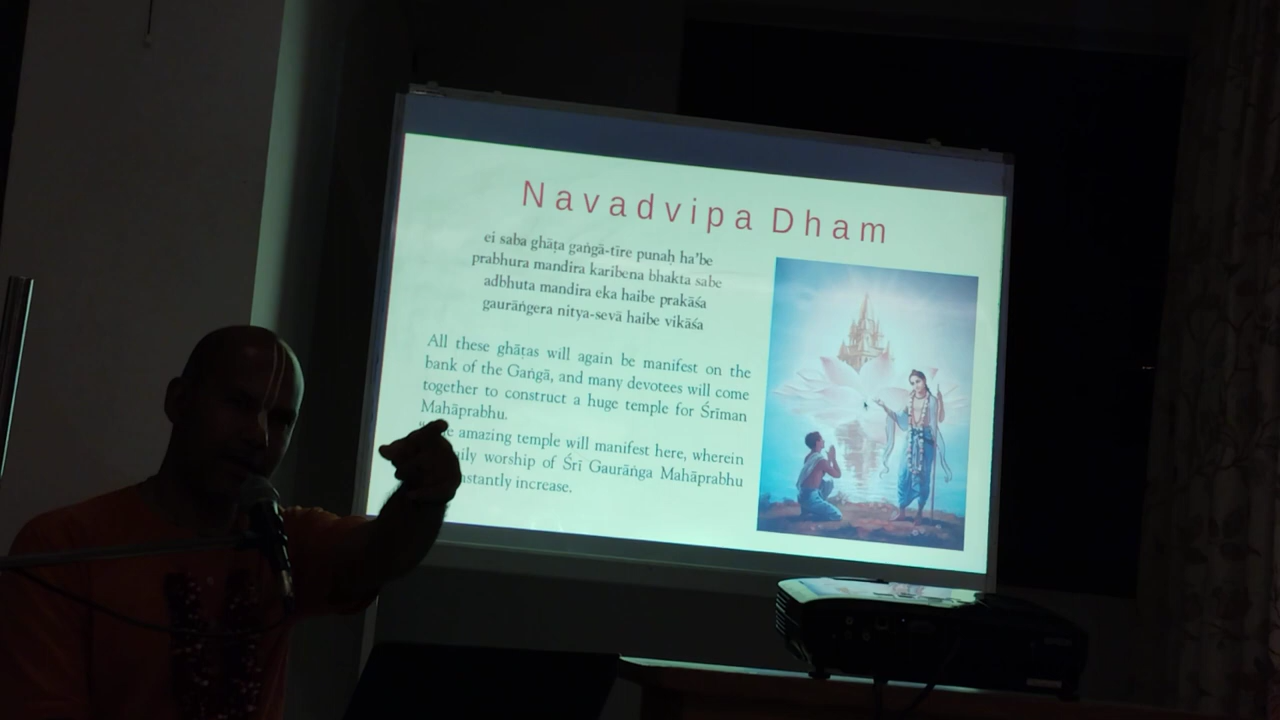 Navadvipa Dham
ei saba ghāṭa gaṅgā-tīre punaḥ ha'be
prabhura mandira karibena bhakta sabe
adbhuta mandira eka haibe prakāśa
gaurāṅgera nitya-sevā haibe vikāśa
All these ghāṭas will again be manifest on the
bank of the Gaṅgā, and many devotees will come
together to construct a huge temple for Śrīman
Mahāprabhu.
amazing temple will manifest here, wherein
worship of Śrī Gaurāṅga Mahāprabhu
increase.